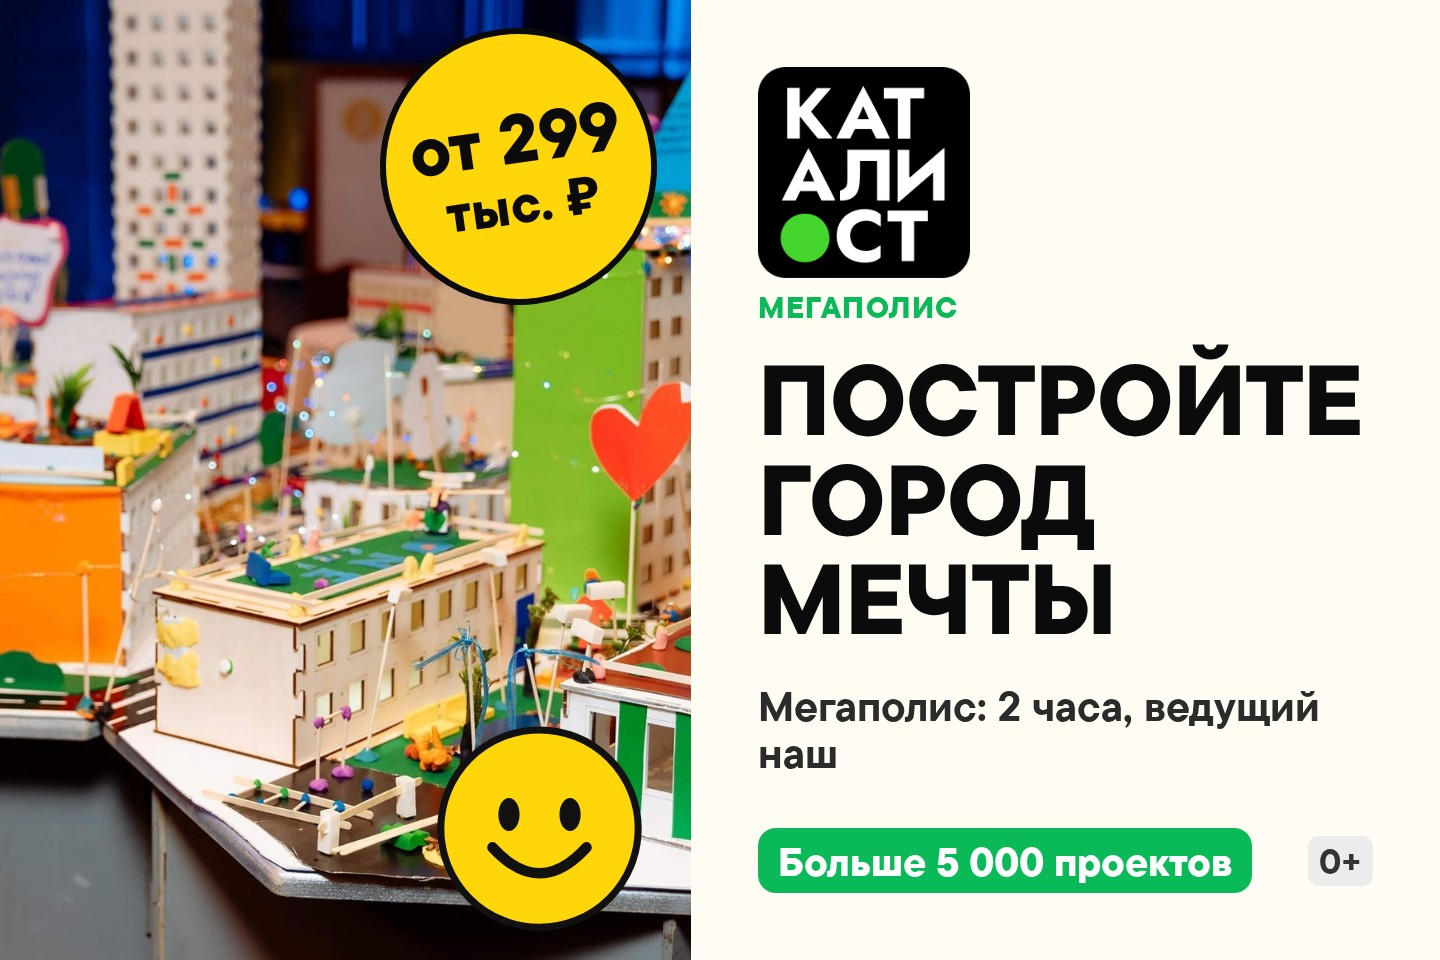 от 299
тыс. ₽
КАТ
АЛИ
СТ
МЕГАПОЛИС
ПОСТРОЙТЕ
ГОРОД
МЕЧТЫ
Мегаполис: 2 часа, ведущий
наш
Больше 5 000 проектов
0+